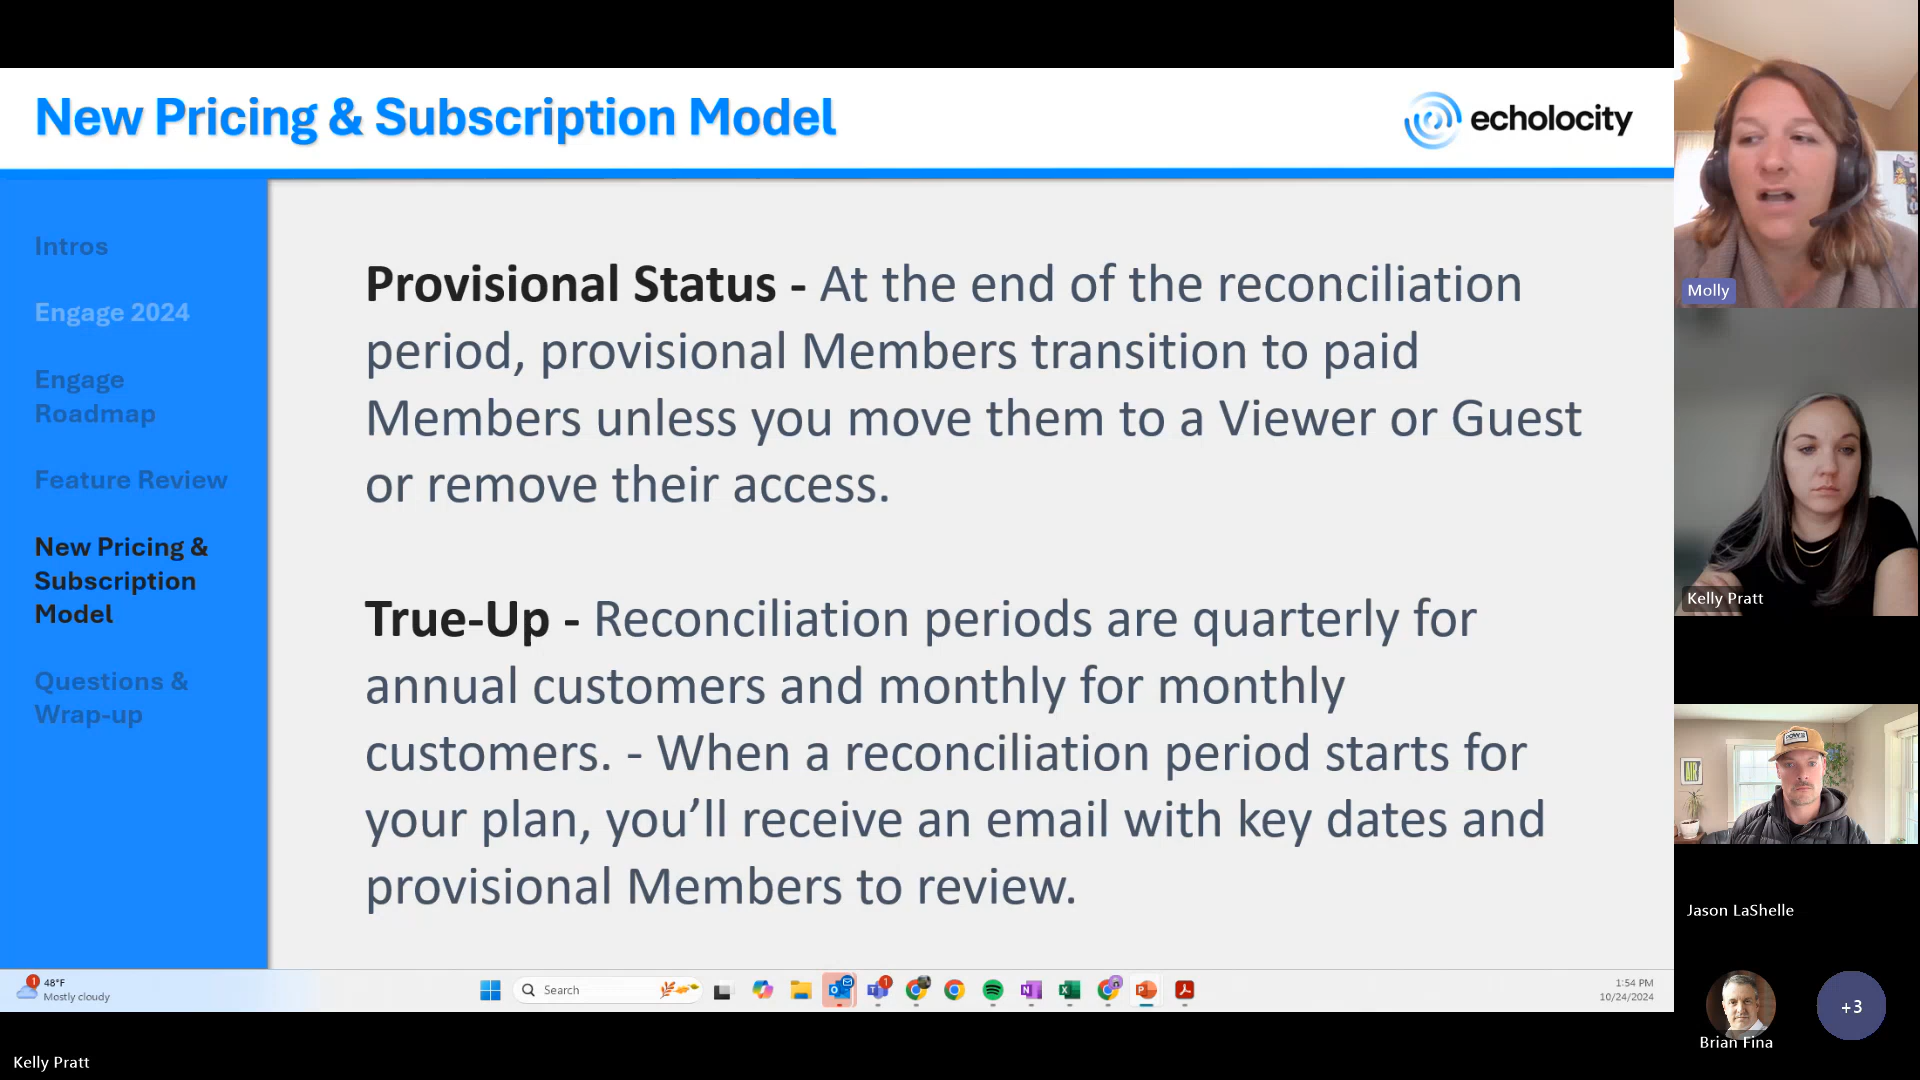 New Pricing & Subscription Model
echolocity
Intros
Engage 2024
Engage
Roadmap
Feature Review
New Pricing &
Subscription
Model
Questions &
Wrap-up
Provisional Status - At the end of the reconciliation
period, provisional Members transition to paid
Members unless you move them to a Viewer or Guest
or remove their access.
True-Up - Reconciliation periods are quarterly for
annual customers and monthly for monthly
customers. - When a reconciliation period starts for
your plan, you’ll receive an email with key dates and
provisional Members to review.
Molly
Kelly Pratt
Jason LaShelle
Brian Fina
+3
1
48°F
Mostly cloudy
Search
1
1:54 PM
10/24/2024
Kelly Pratt